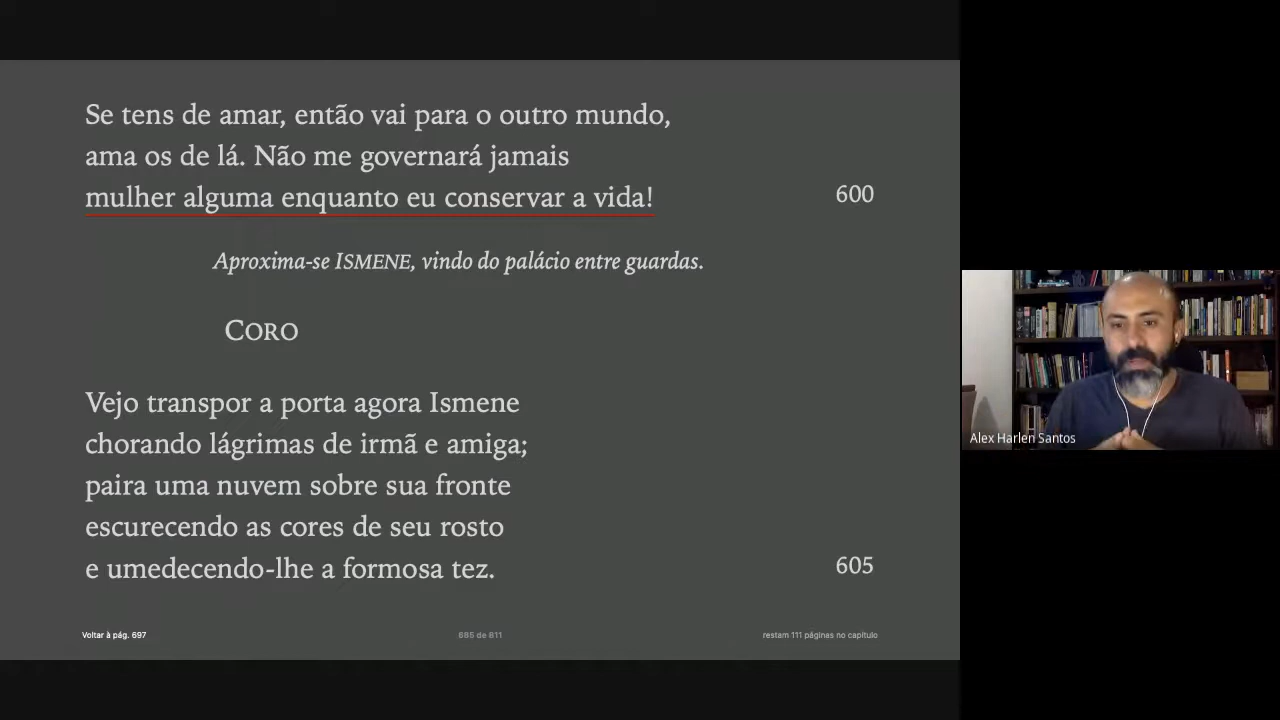 Se tens de amar, então vai para o outro mundo,
ama os de lá. Não me governará jamais
mulher alguma enquanto eu conservar a vida!
600
Aproxima-se ISMENE, vindo do palácio entre guardas.
CORO
Vejo transpor a porta agora Ismene
chorando lágrimas de irmã e amiga;
paira uma nuvem sobre sua fronte
escurecendo as cores de seu rosto
e umedecendo-lhe a formosa tez.
605
Voltar à pág. 697
685 de 811
restam 111 páginas no capítulo
Alex Harlen Santos